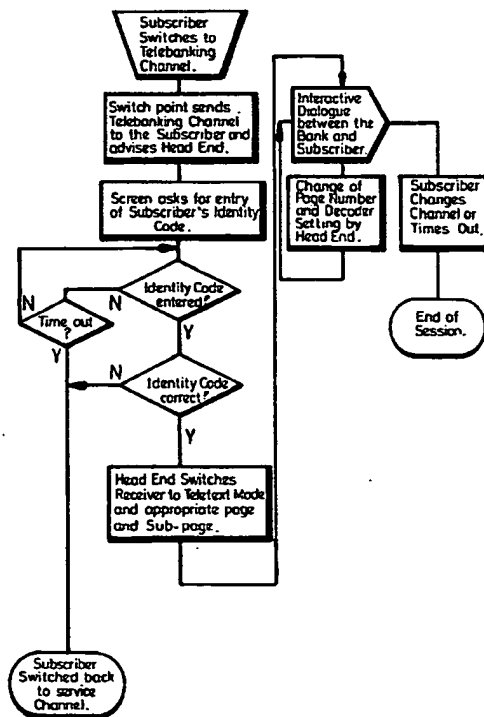 Subscriber
Switches to
Telebanking
Channel.
Switch point sends
Telebanking Channel
to the Subscriber and
advises Head End.
Screen asks for entry
of Subscriber's Identity
Code.
Identity Code
entered?
N
Y
Time out
?
N
Y
Identity Code
correct?
N
Y
Head End Switches
Receiver to Teletext Mode
and appropriate page
and Sub-page.
Subscriber
Switched back
to service
Channel.
Interactive
Dialogue
between the
Bank and
Subscriber.
Change of
Page Number
and Decoder
Setting by
Head End.
Subscriber
Changes
Channel or
Times Out.
End of
Session.